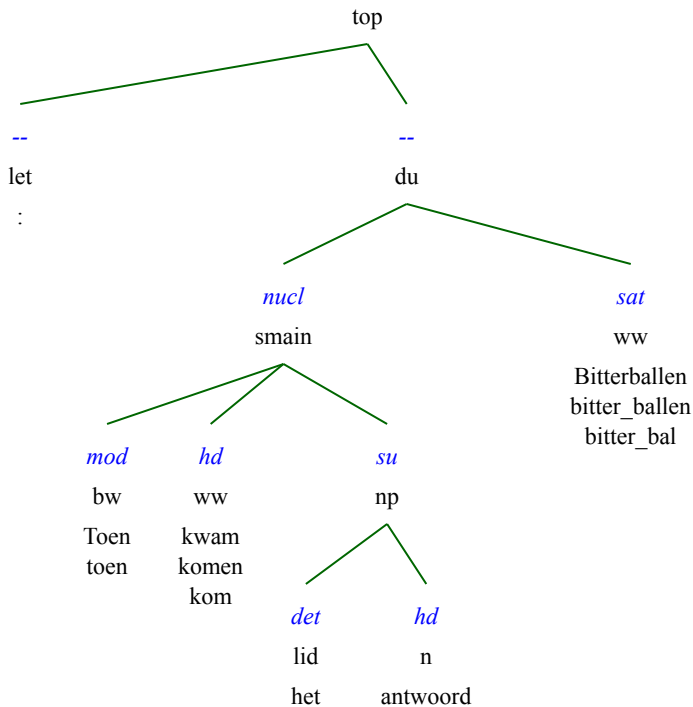 top
-- --
let du
:
nucl sat
smain ww
Bitterballen
bitter_ballen
bitter_bal
mod hd su
bw ww np
Toen kwam
toen komen
kom
det hd
lid n
het antwoord